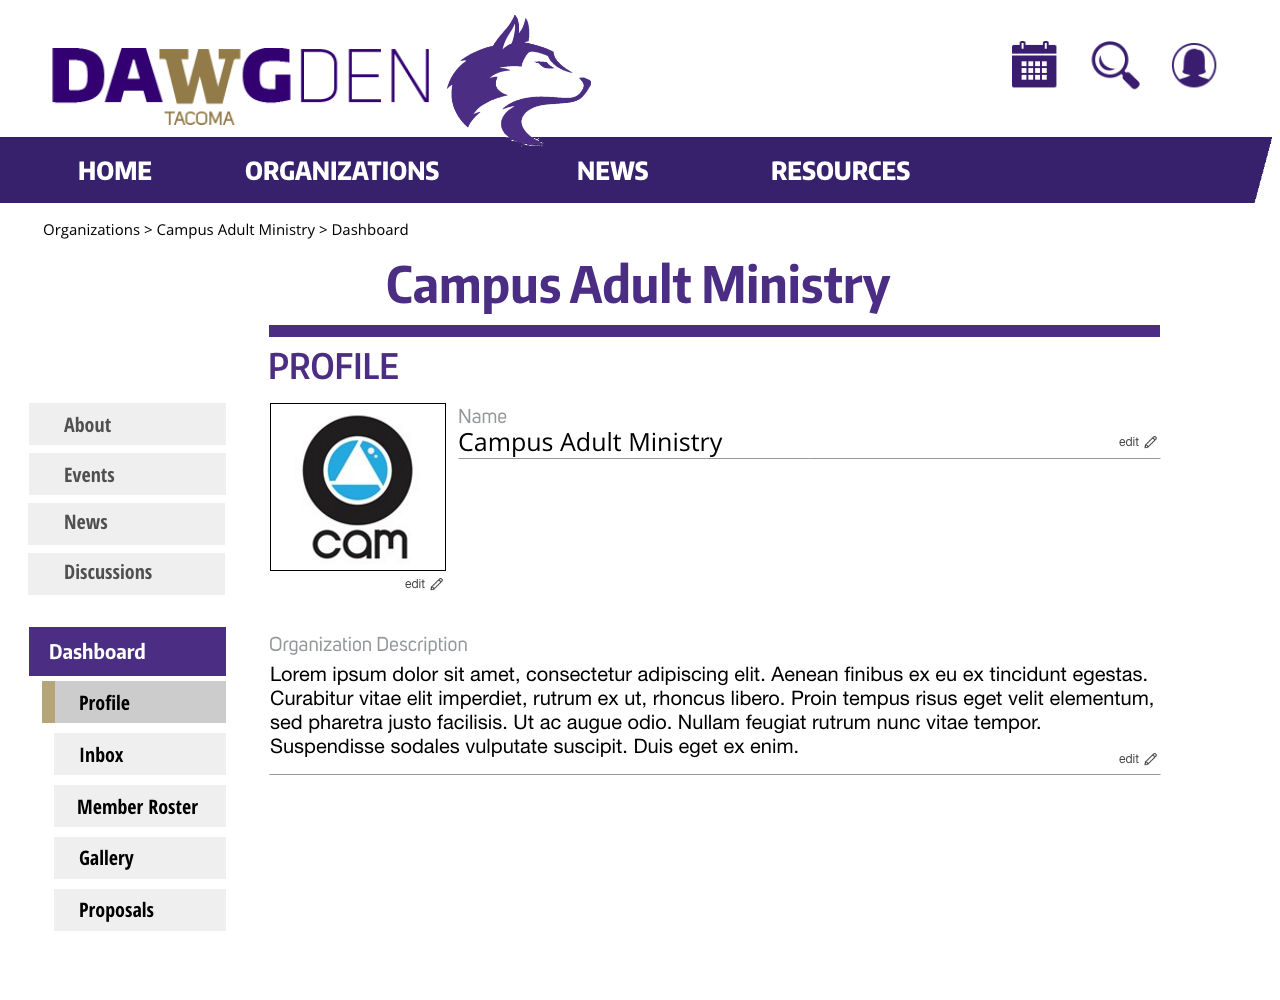 DAWGDEN
TACOMA
HOME ORGANIZATIONS NEWS RESOURCES
Organizations > Campus Adult Ministry > Dashboard
Campus Adult Ministry
PROFILE
About
Events
News
Discussions
Dashboard
Profile
Inbox
Member Roster
Gallery
Proposals
cam
edit
Name
Campus Adult Ministry
edit
Organization Description
Lorem ipsum dolor sit amet, consectetur adipiscing elit. Aenean finibus ex eu ex tincidunt egestas.
Curabitur vitae elit imperdiet, rutrum ex ut, rhoncus libero. Proin tempus risus eget velit elementum,
sed pharetra justo facilisis. Ut ac augue odio. Nullam feugiat rutrum nunc vitae tempor.
Suspendisse sodales vulputate suscipit. Duis eget ex enim.
edit